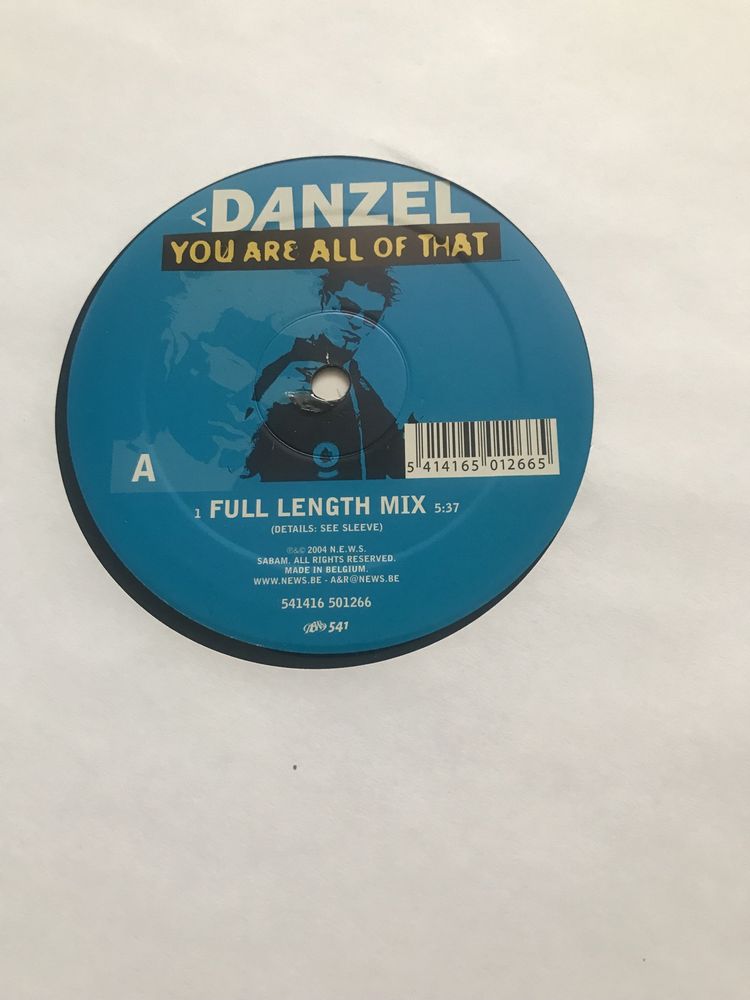 <DANZEL
YOU ARE ALL OF THAT
A
5 414165 012665
1 FULL LENGTH MIX 5:37
(DETAILS: SEE SLEEVE)
℗&© 2004 N.E.W.S.
SABAM. ALL RIGHTS RESERVED.
MADE IN BELGIUM.
WWW.NEWS.BE - A&R@NEWS.BE
541416 501266
541